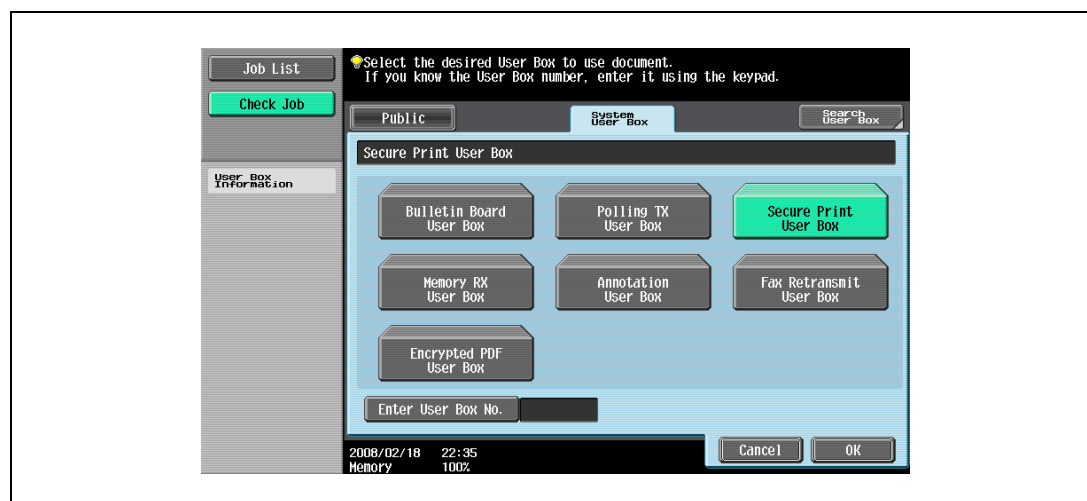 Job List
Check Job
User Box
Information
Select the desired User Box to use document.
If you know the User Box number, enter it using the keypad.
Public
System
User Box
Search
User Box
Secure Print User Box
Bulletin Board
User Box
Polling TX
User Box
Secure Print
User Box
Memory RX
User Box
Annotation
User Box
Fax Retransmit
User Box
Encrypted PDF
User Box
Enter User Box No.
2008/02/18 22:35
Memory 100%
Cancel
OK